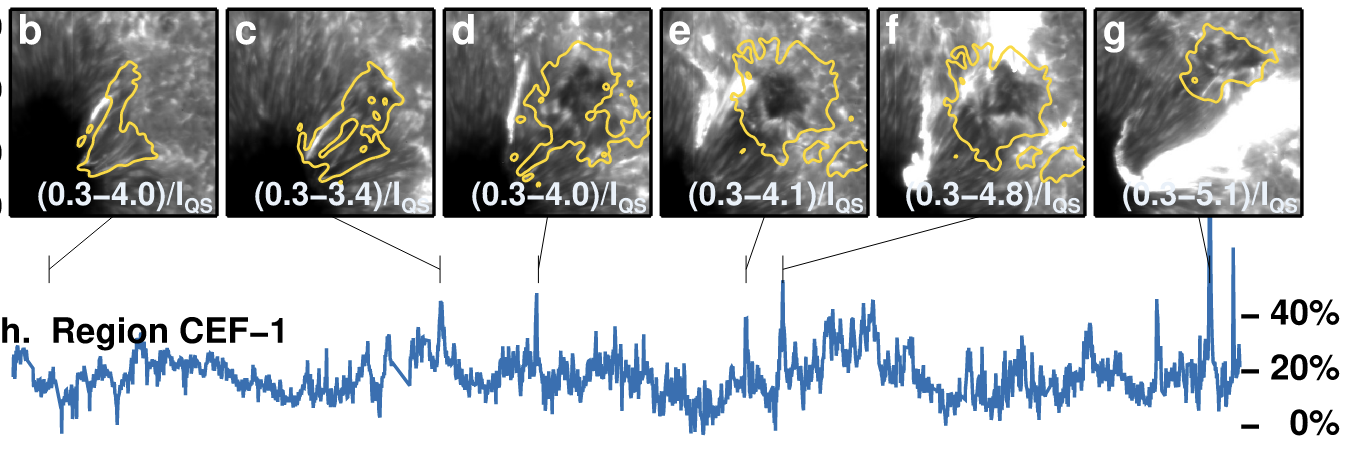 b c d e f g
(0.3−4.0)/I_QS (0.3−3.4)/I_QS (0.3−4.0)/I_QS (0.3−4.1)/I_QS (0.3−4.8)/I_QS (0.3−5.1)/I_QS
h. Region CEF−1
40%
20%
0%